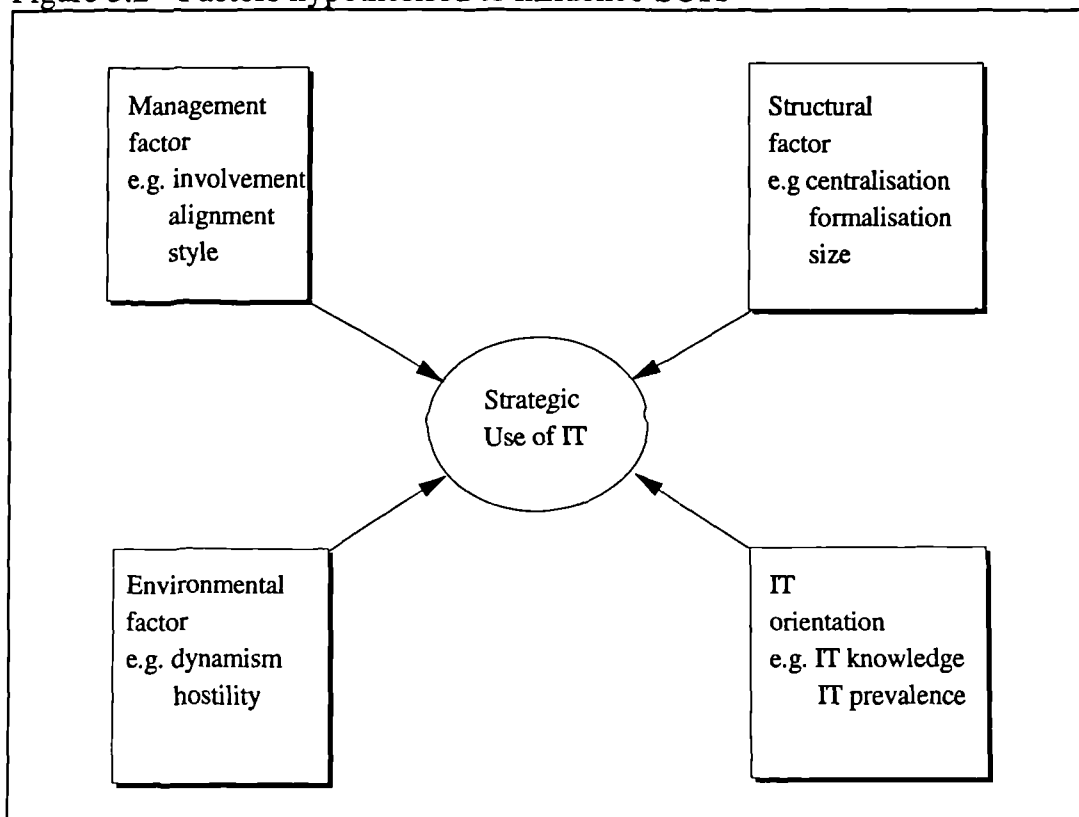 Management
factor
e.g. involvement
alignment
style
Structural
factor
e.g centralisation
formalisation
size
Strategic
Use of IT
Environmental
factor
e.g. dynamism
hostility
IT
orientation
e.g. IT knowledge
IT prevalence